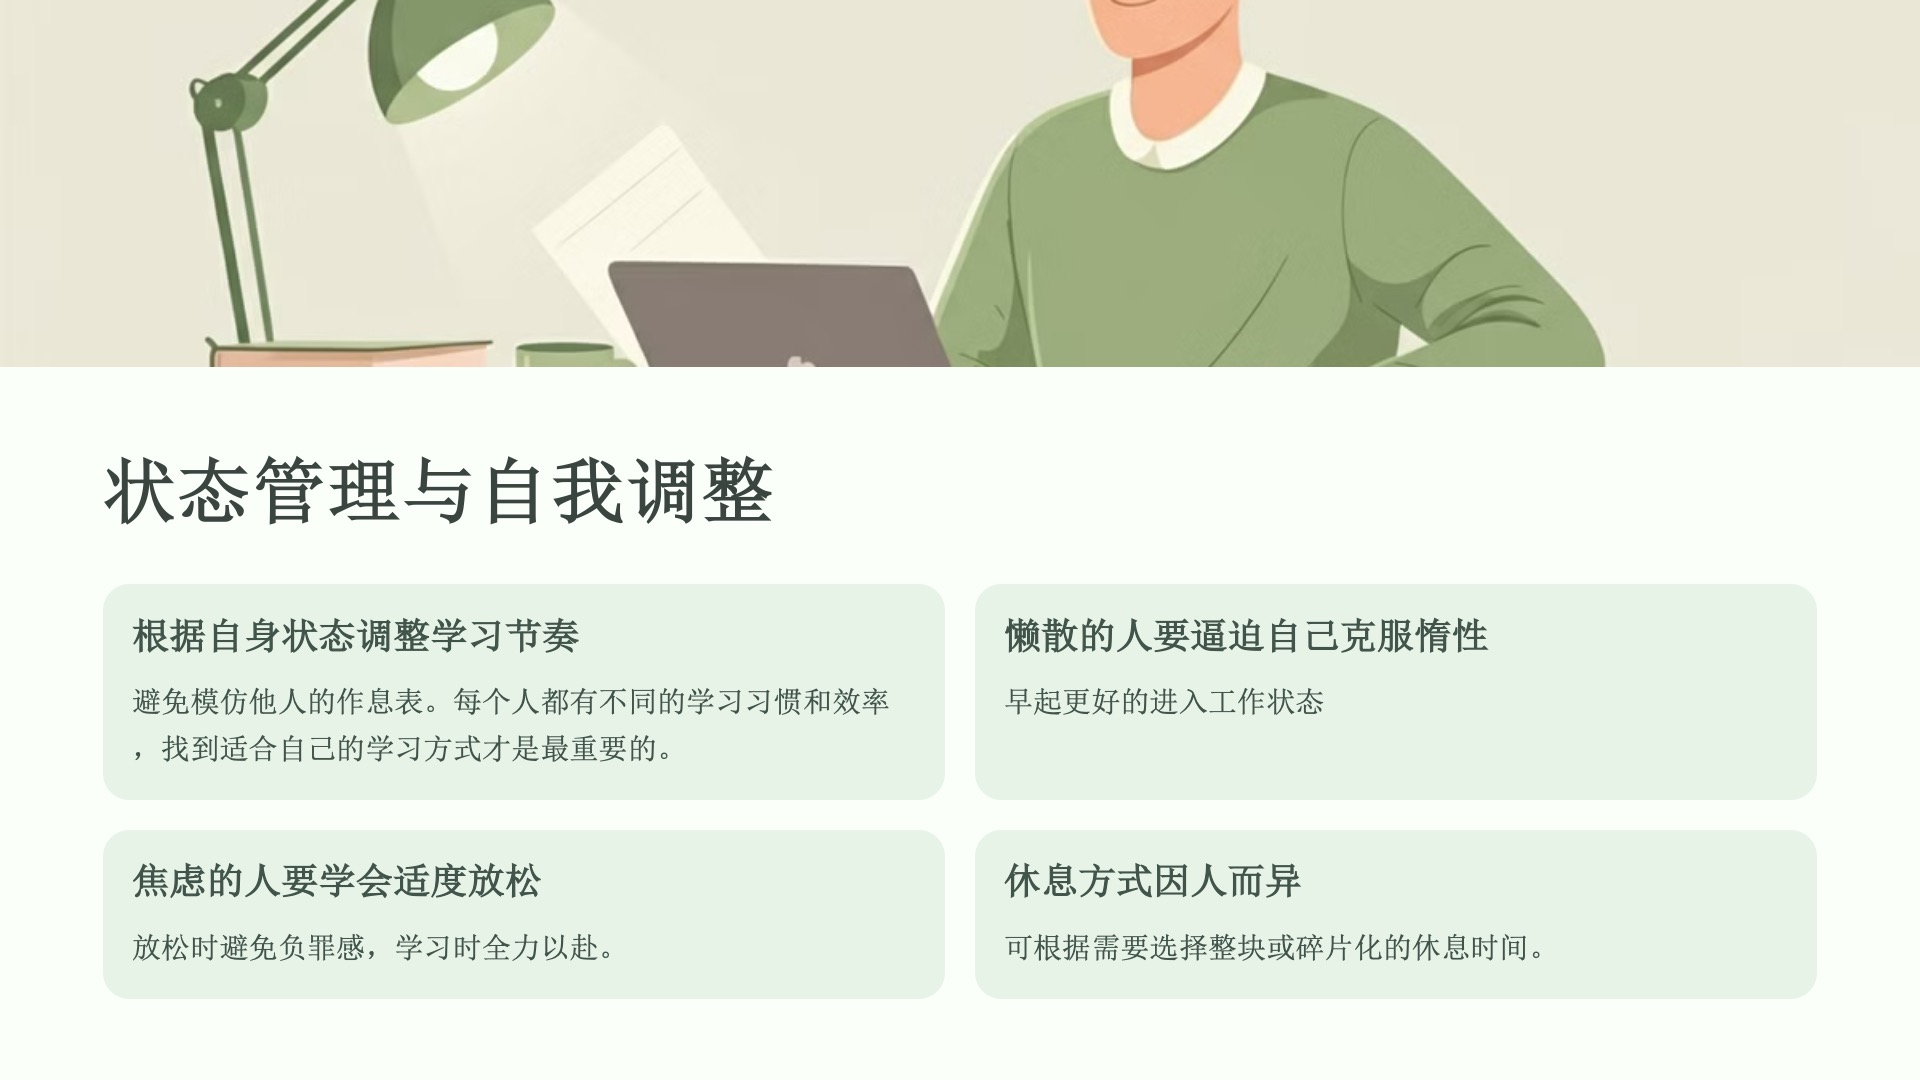 状态管理与自我调整
根据自身状态调整学习节奏
避免模仿他人的作息表。每个人都有不同的学习习惯和效率
，找到适合自己的学习方式才是最重要的。
懒散的人要逼迫自己克服惰性
早起更好的进入工作状态
焦虑的人要学会适度放松
放松时避免负罪感，学习时全力以赴。
休息方式因人而异
可根据需要选择整块或碎片化的休息时间。